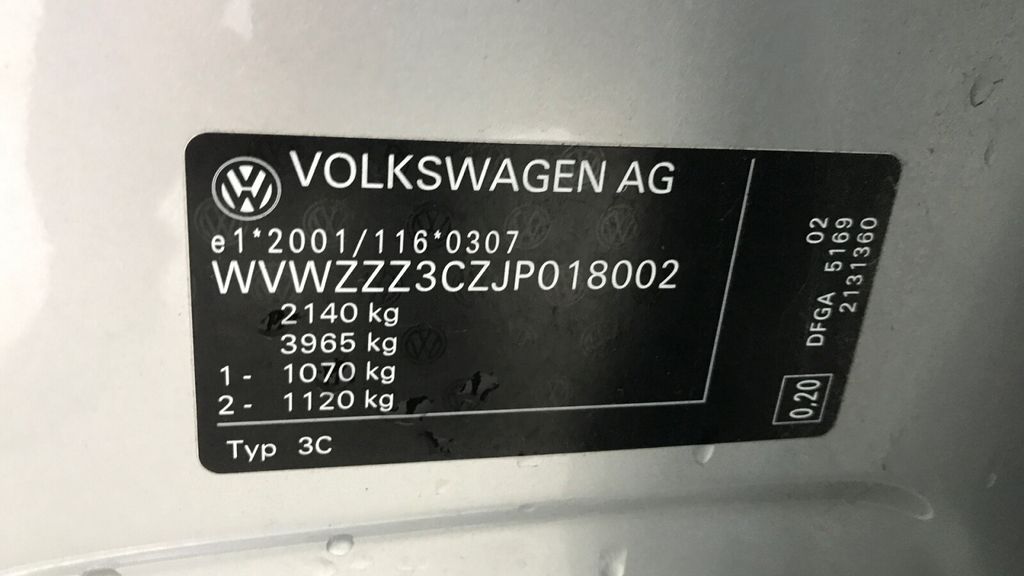 VOLKSWAGEN AG
e1*2001/116*0307
WVWZZZ3CZJP018002
2140 kg
3965 kg
1- 1070 kg
2- 1120 kg
Typ 3C
02
DFGA 5169
2131360
0,20